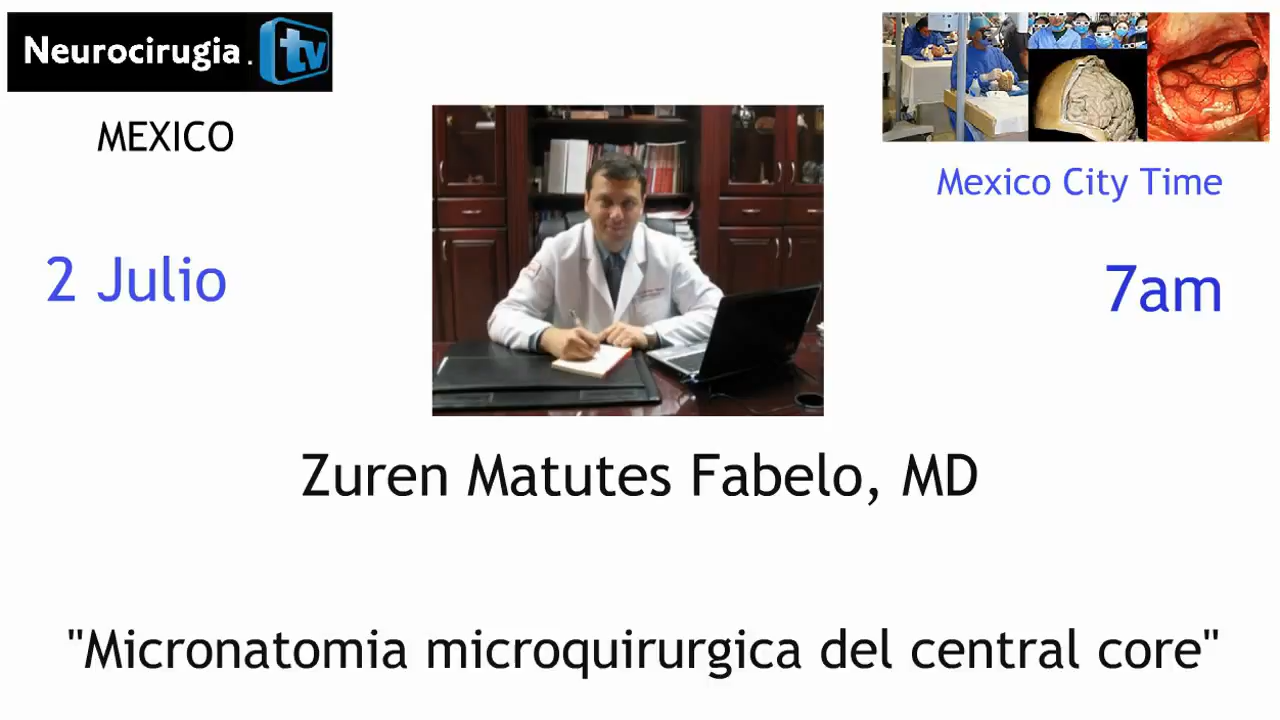 Neurocirugia.tv
MEXICO
Mexico City Time
2 Julio
7am
Zuren Matutes Fabelo, MD
"Micronatomia microquirurgica del central core"